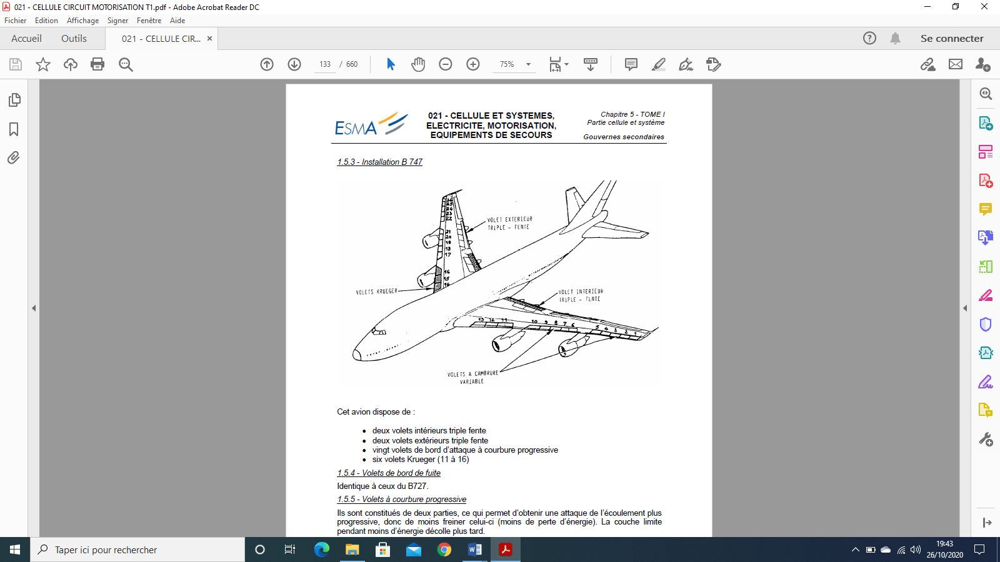 021 - CELLULE CIRCUIT MOTORISATION T1.pdf - Adobe Acrobat Reader DC
Fichier Edition Affichage Signer Fenêtre Aide
Accueil Outils 021 - CELLULE CIR... × Se connecter
133 / 660 75%
ESMA
021 - CELLULE ET SYSTEMES,
ELECTRICITE, MOTORISATION,
EQUIPEMENTS DE SECOURS
Chapitre 5 - TOME I
Partie cellule et système
Gouvernes secondaires
1.5.3 - Installation B 747
VOLET EXTERIEUR
TRIPLE - FENTE
26
25
24
23
22
21
20
19
18
17
16
15
14
VOLETS KRUEGER
VOLET INTERIEUR
TRIPLE - FENTE
13 12 11 10 9 8 7 6 5 4 3 2 1
VOLETS A CAMBRURE
VARIABLE
Cet avion dispose de :
• deux volets intérieurs triple fente
• deux volets extérieurs triple fente
• vingt volets de bord d'attaque à courbure progressive
• six volets Krueger (11 à 16)
1.5.4 - Volets de bord de fuite
Identique à ceux du B727.
1.5.5 - Volets à courbure progressive
Ils sont constitués de deux parties, ce qui permet d'obtenir une attaque de l'écoulement plus
progressive, donc de moins freiner celui-ci (moins de perte d'énergie). La couche limite
pendant moins d'énergie décolle plus tard.
Taper ici pour rechercher
19:43
26/10/2020